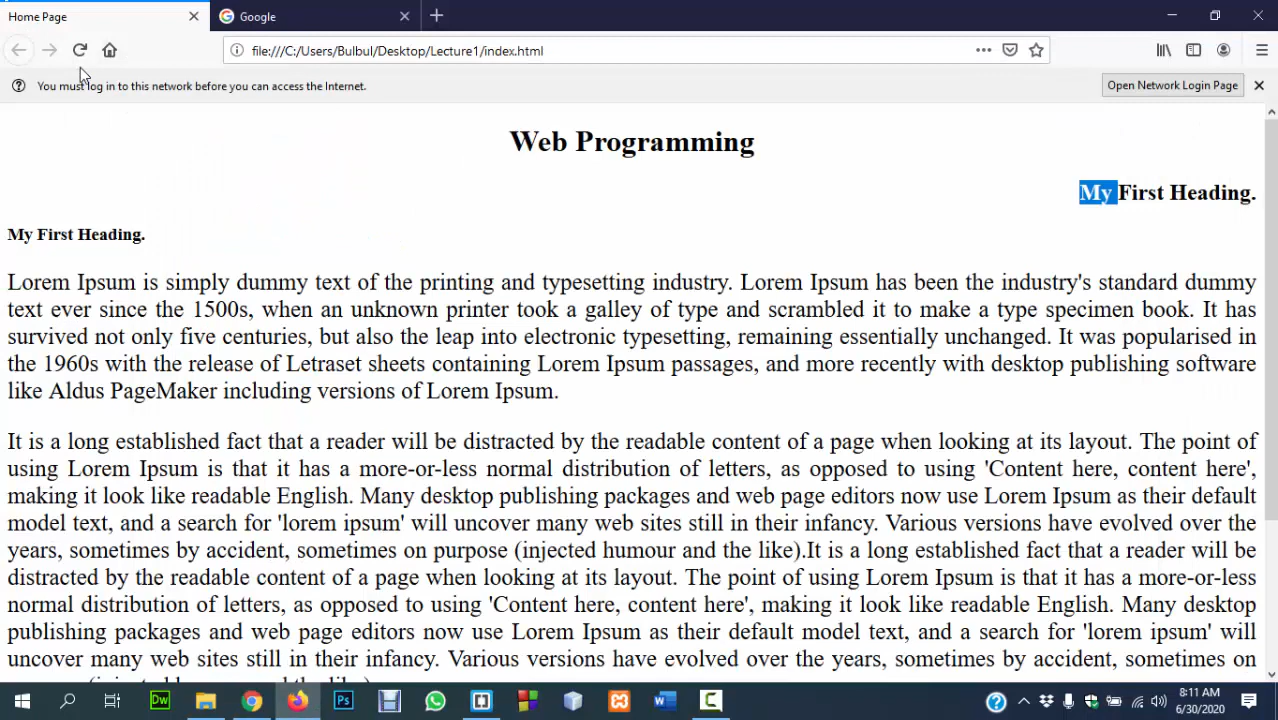 Home Page
Google
file:///C:/Users/Bulbul/Desktop/Lecture1/index.html
You must log in to this network before you can access the Internet.
Open Network Login Page
Web Programming
My First Heading.
My First Heading.
Lorem Ipsum is simply dummy text of the printing and typesetting industry. Lorem Ipsum has been the industry's standard dummy
text ever since the 1500s, when an unknown printer took a galley of type and scrambled it to make a type specimen book. It has
survived not only five centuries, but also the leap into electronic typesetting, remaining essentially unchanged. It was popularised in
the 1960s with the release of Letraset sheets containing Lorem Ipsum passages, and more recently with desktop publishing software
like Aldus PageMaker including versions of Lorem Ipsum.
It is a long established fact that a reader will be distracted by the readable content of a page when looking at its layout. The point of
using Lorem Ipsum is that it has a more-or-less normal distribution of letters, as opposed to using 'Content here, content here',
making it look like readable English. Many desktop publishing packages and web page editors now use Lorem Ipsum as their default
model text, and a search for 'lorem ipsum' will uncover many web sites still in their infancy. Various versions have evolved over the
years, sometimes by accident, sometimes on purpose (injected humour and the like).It is a long established fact that a reader will be
distracted by the readable content of a page when looking at its layout. The point of using Lorem Ipsum is that it has a more-or-less
normal distribution of letters, as opposed to using 'Content here, content here', making it look like readable English. Many desktop
publishing packages and web page editors now use Lorem Ipsum as their default model text, and a search for 'lorem ipsum' will
uncover many web sites still in their infancy. Various versions have evolved over the years, sometimes by accident, sometimes on
Dw
Ps
8:11 AM
6/30/2020